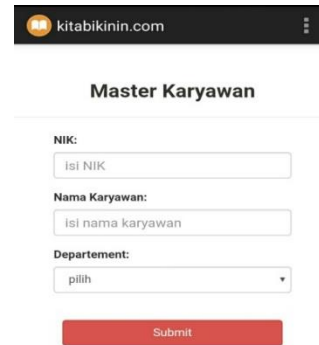 kitabikinin.com
Master Karyawan
NIK:
isi NIK
Nama Karyawan:
isi nama karyawan
Departement:
pilih
Submit